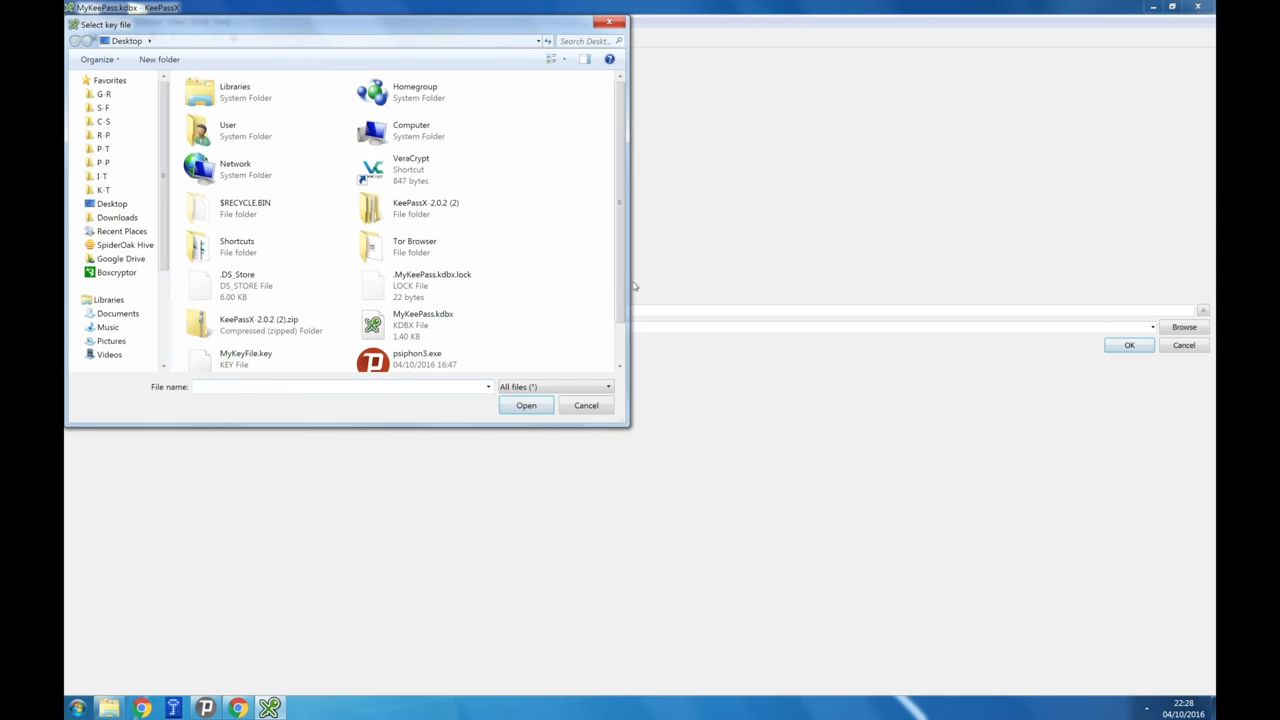 MyKeePass.kdbx - KeePassX
Select key file
Desktop
Search Deskt...
Organize
New folder
Favorites
G-R
S-F
C-S
R-P
P-T
P-P
I-T
K-T
Desktop
Downloads
Recent Places
SpiderOak Hive
Google Drive
Boxcryptor
Libraries
Documents
Music
Pictures
Videos
Libraries
System Folder
Homegroup
System Folder
User
System Folder
Computer
System Folder
Network
System Folder
VeraCrypt
Shortcut
847 bytes
$RECYCLE.BIN
File folder
KeePassX-2.0.2 (2)
File folder
Shortcuts
File folder
Tor Browser
File folder
.DS_Store
DS_STORE File
6.00 KB
.MyKeePass.kdbx.lock
LOCK File
22 bytes
KeePassX-2.0.2 (2).zip
Compressed (zipped) Folder
MyKeePass.kdbx
KDBX File
1.40 KB
MyKeyFile.key
KEY File
psiphon3.exe
04/10/2016 16:47
File name:
All files (*)
Open
Cancel
Browse
OK
Cancel
22:28
04/10/2016